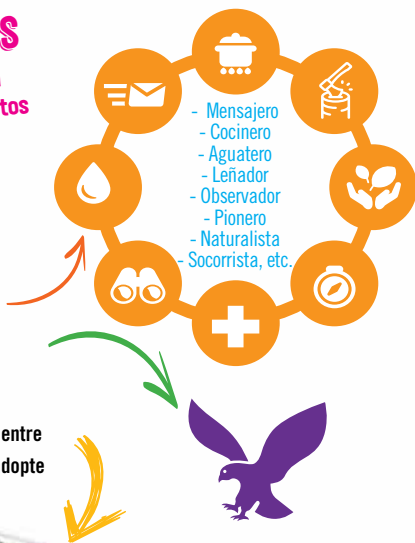 s
tos
- Mensajero
- Cocinero
- Aguatero
- Leñador
- Observador
- Pionero
- Naturalista
- Socorrista, etc.
entre
dopte